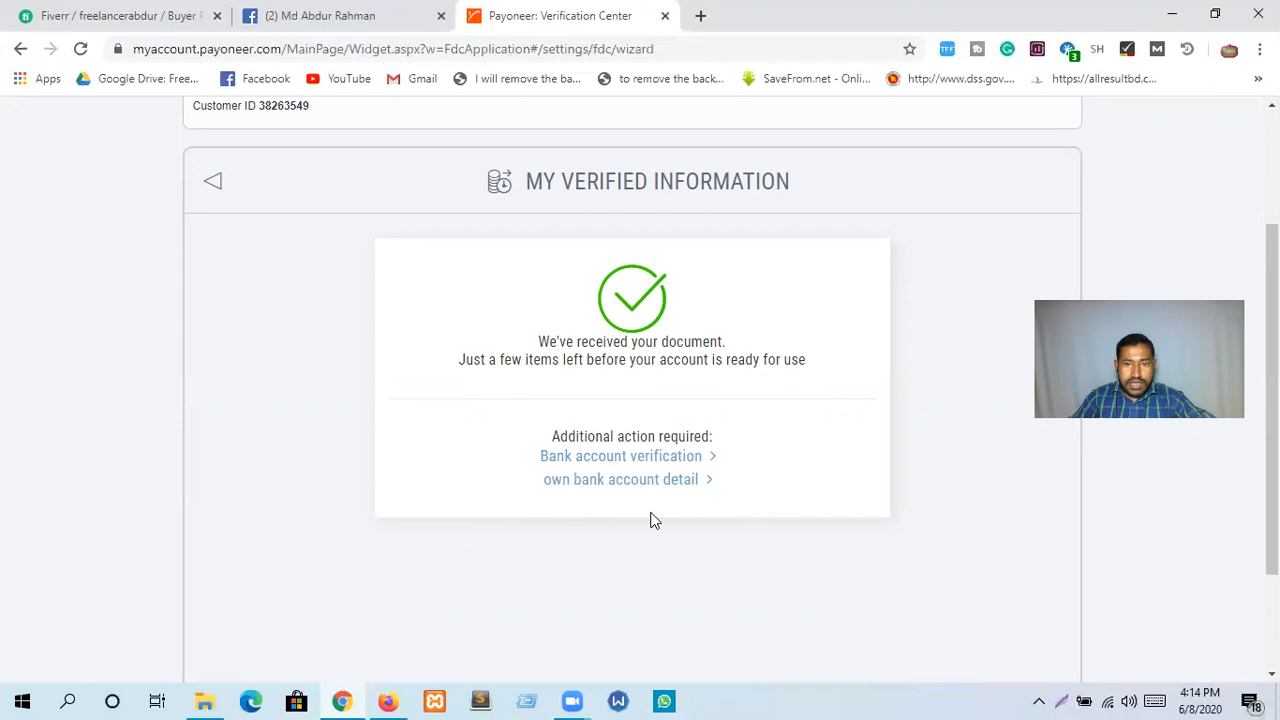 Fiverr / freelancerabdur / Buyer
(2) Md Abdur Rahman
Payoneer: Verification Center
myaccount.payoneer.com/MainPage/Widget.aspx?w=FdcApplication#/settings/fdc/wizard
TFF
SH
3
M
Apps
Google Drive: Free...
Facebook
YouTube
Gmail
I will remove the ba...
to remove the back...
SaveFrom.net - Onli...
http://www.dss.gov....
https://allresultbd.c...
Customer ID 38263549
MY VERIFIED INFORMATION
We've received your document.
Just a few items left before your account is ready for use
Additional action required:
Bank account verification >
own bank account detail >
4:14 PM
6/8/2020
18